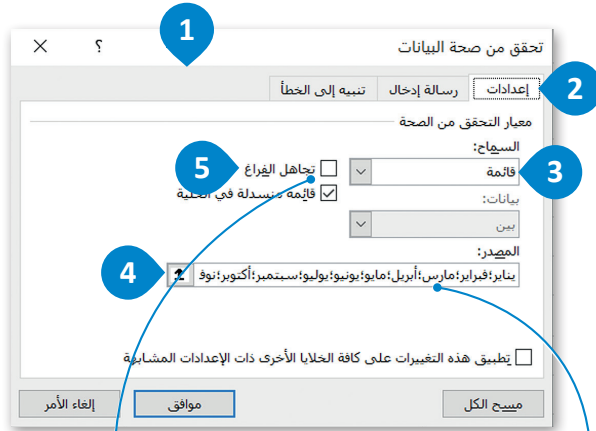 1
تحقق من صحة البيانات ؟ ×
إعدادات رسالة إدخال تنبيه إلى الخطأ 2
معيار التحقق من الصحة
السماح:
قائمة 3 تجاهل الفراغ 5
قائمة منسدلة في الخلية
بيانات:
بين
المصدر:
يناير؛فبراير؛مارس؛أبريل؛مايو؛يونيو؛يوليو؛سبتمبر؛أكتوبر؛نوف 4
تطبيق هذه التغييرات على كافة الخلايا الأخرى ذات الإعدادات المشابهة
مسح الكل موافق إلغاء الأمر